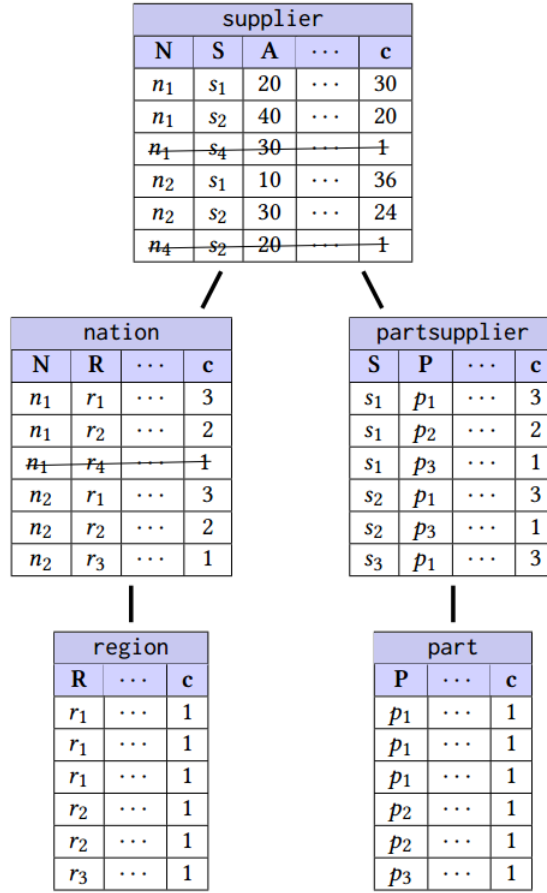 supplier
N S A ⋯ c
n₁ s₁ 20 ⋯ 30
n₁ s₂ 40 ⋯ 20
n₁ s₄ 30 ⋯ 1
n₂ s₁ 10 ⋯ 36
n₂ s₂ 30 ⋯ 24
n₄ s₂ 20 ⋯ 1
nation
N R ⋯ c
n₁ r₁ ⋯ 3
n₁ r₂ ⋯ 2
n₁ r₄ ⋯ 1
n₂ r₁ ⋯ 3
n₂ r₂ ⋯ 2
n₂ r₃ ⋯ 1
partsupplier
S P ⋯ c
s₁ p₁ ⋯ 3
s₁ p₂ ⋯ 2
s₁ p₃ ⋯ 1
s₂ p₁ ⋯ 3
s₂ p₃ ⋯ 1
s₃ p₁ ⋯ 3
region
R ⋯ c
r₁ ⋯ 1
r₁ ⋯ 1
r₁ ⋯ 1
r₂ ⋯ 1
r₂ ⋯ 1
r₃ ⋯ 1
part
P ⋯ c
p₁ ⋯ 1
p₁ ⋯ 1
p₁ ⋯ 1
p₂ ⋯ 1
p₂ ⋯ 1
p₃ ⋯ 1